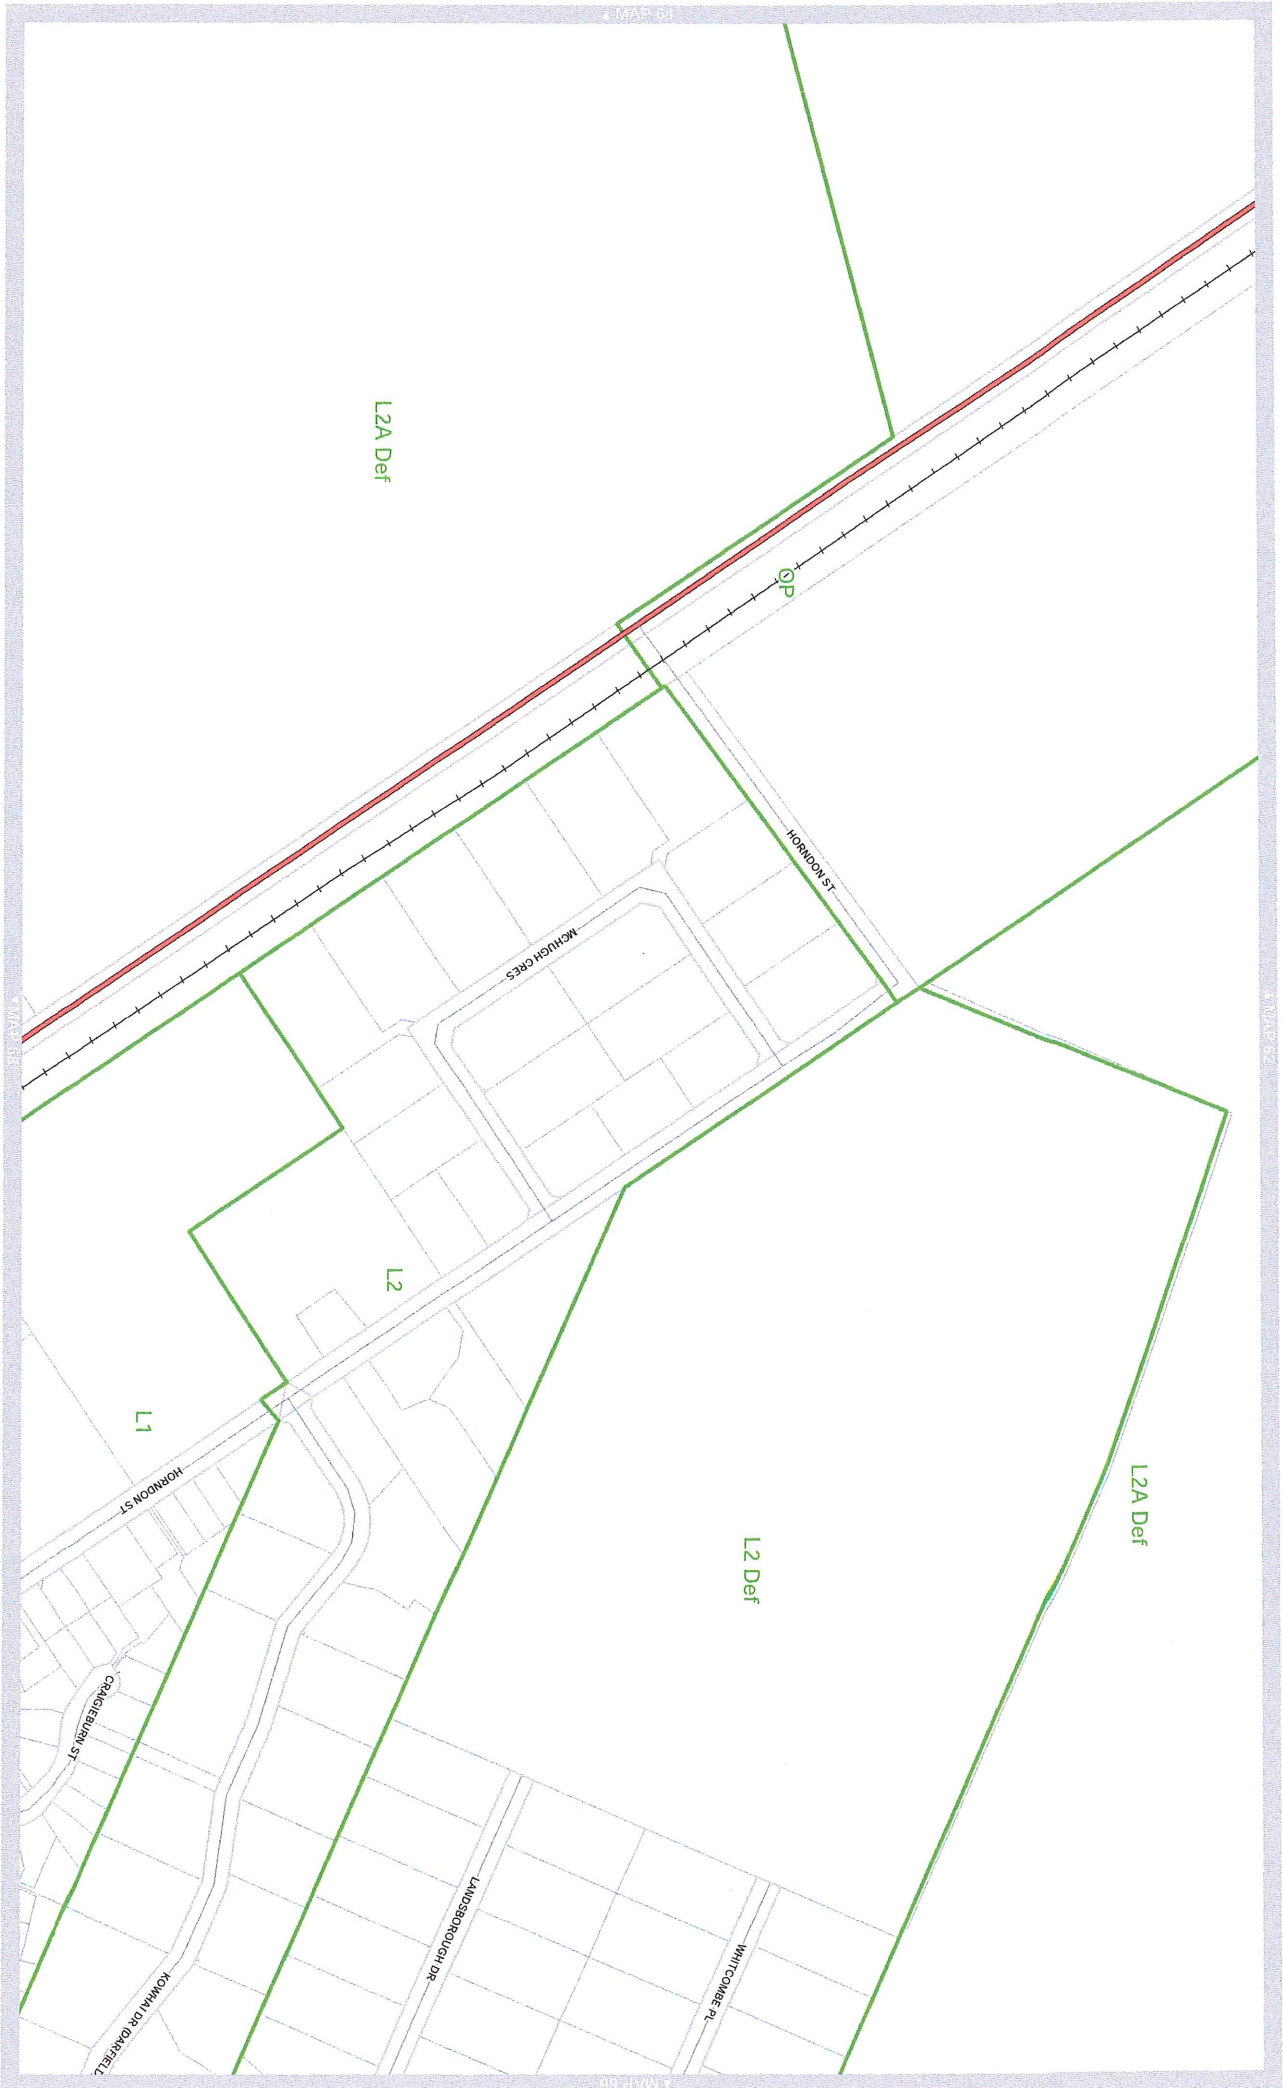 MAP 61
L2A Def
OP
HORNDON ST
MCHUGH CRES
MAP 62
L2
L1
HORNDON ST
L2A Def
L2 Def
CRAIGIEBURN ST
LANDSBOROUGH DR
WHITCOMBE PL
KOWHAI DR (DARFIELD)
MAP 66